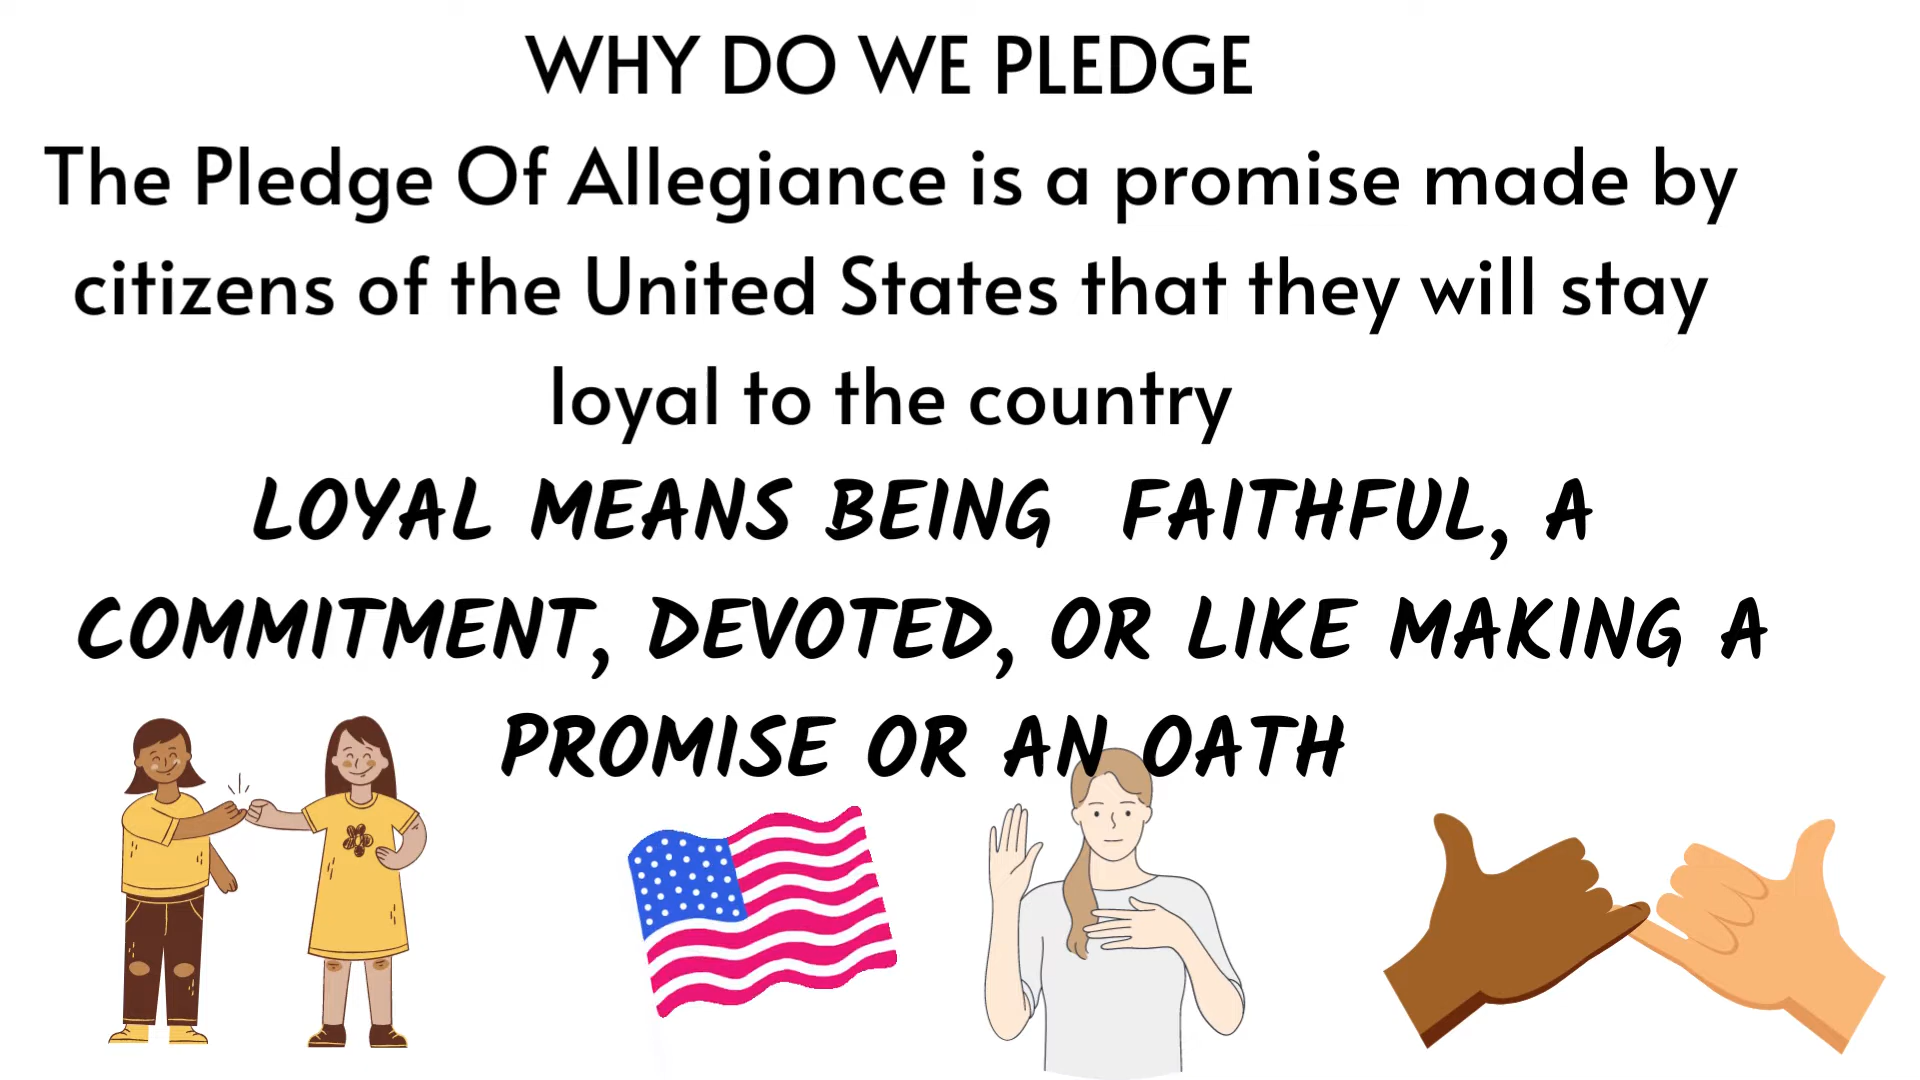 WHY DO WE PLEDGE
The Pledge Of Allegiance is a promise made by
citizens of the United States that they will stay
loyal to the country
LOYAL MEANS BEING FAITHFUL, A
COMMITMENT, DEVOTED, OR LIKE MAKING A
PROMISE OR AN OATH